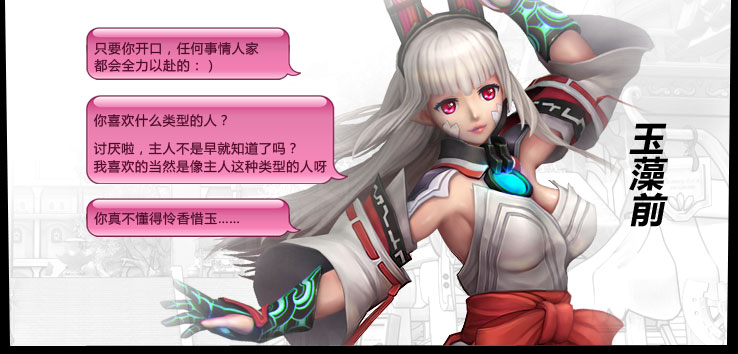 只要你开口，任何事情人家
都会全力以赴的：）
你喜欢什么类型的人？
讨厌啦，主人不是早就知道了吗？
我喜欢的当然是像主人这种类型的人呀
你真不懂得怜香惜玉......
玉藻前